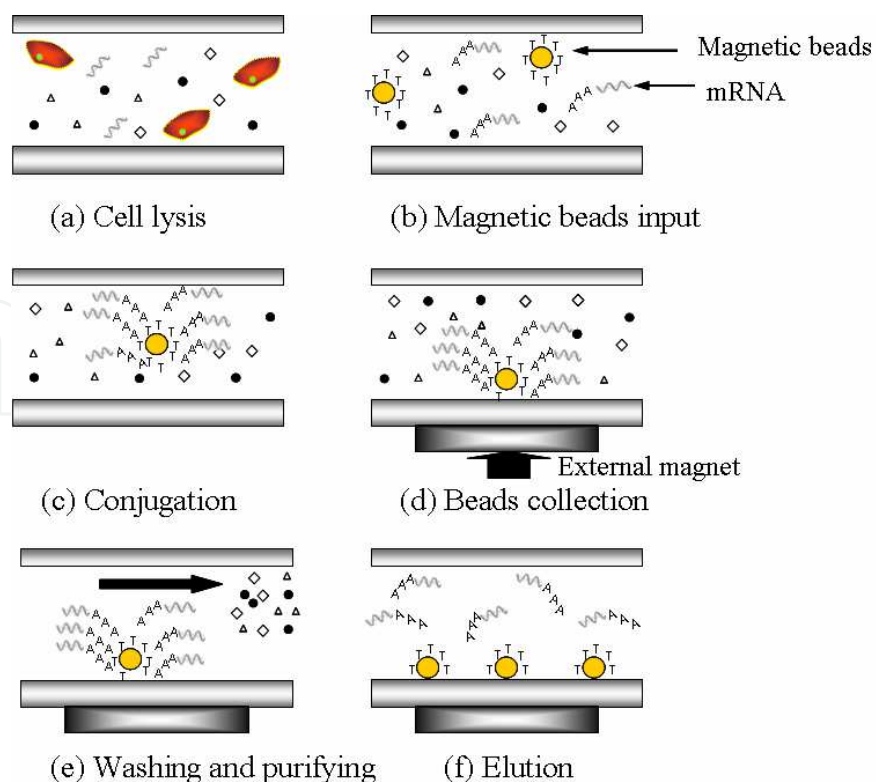 Magnetic beads
mRNA
(a) Cell lysis
(b) Magnetic beads input
External magnet
(c) Conjugation
(d) Beads collection
(e) Washing and purifying
(f) Elution